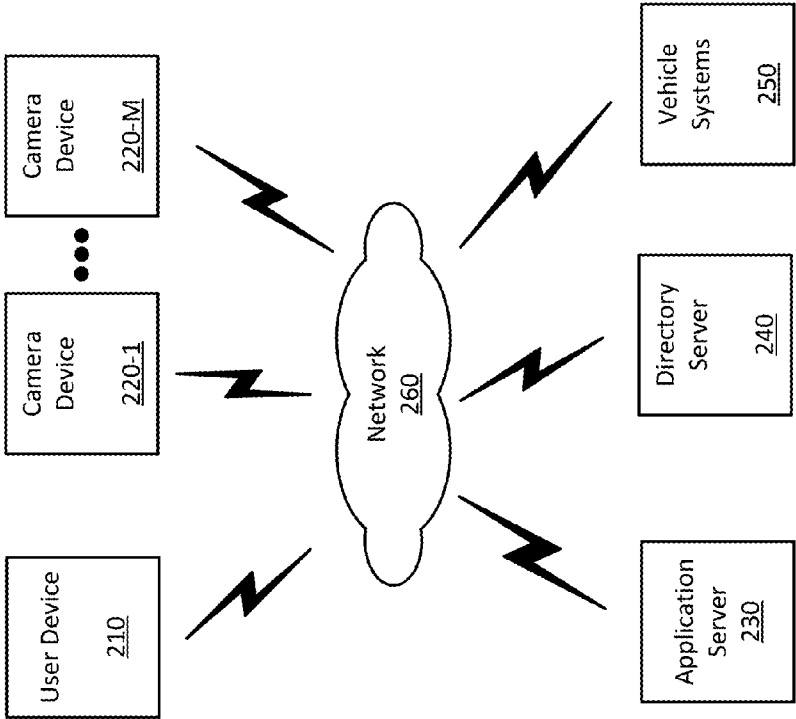 User Device
210
Camera
Device
220-1
Camera
Device
220-M
Network
260
Application
Server
230
Directory
Server
240
Vehicle
Systems
250